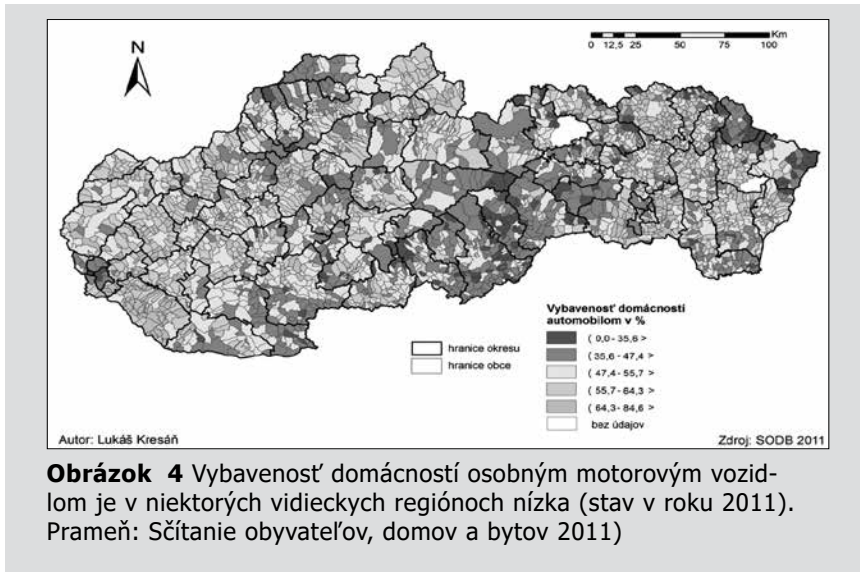 N
Km
0 12,5 25 50 75 100
Vybavenosť domácností
automobilom v %
( 0,0- 35,6 >
( 35,6 - 47,4 >
( 47,4- 55,7 >
( 55,7- 64,3 >
( 64,3- 84,6 >
bez údajov
hranice okresu
hranice obce
Autor: Lukáš Kresáň
Zdroj: SODB 2011
Obrázok 4 Vybavenosť domácností osobným motorovým vozid-
lom je v niektorých vidieckych regiónoch nízka (stav v roku 2011).
Prameň: Sčítanie obyvateľov, domov a bytov 2011)